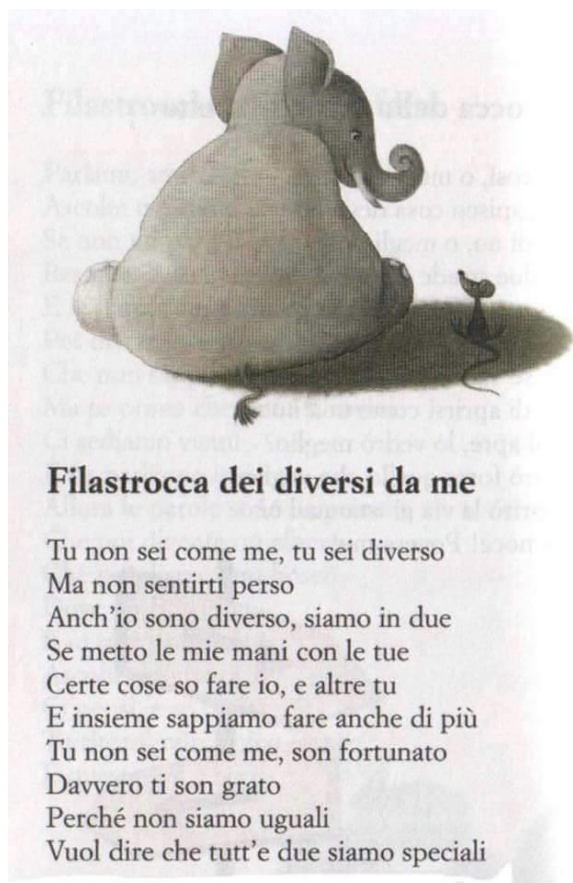 Filastrocca dei diversi la me
Tu non sei come me, tu sei diverso
Ma non sentirti perso
Anch'io sono diverso, siamo in due
Se metto le mie mani con le tue
Certe cose so fare io, e altre tu
E insieme sappiamo fare anche di più
Tu non sei come me, son fortunato
Davvero ti son grato
Perché non siamo uguali
Vuol dire che tutt'e due siamo speciali